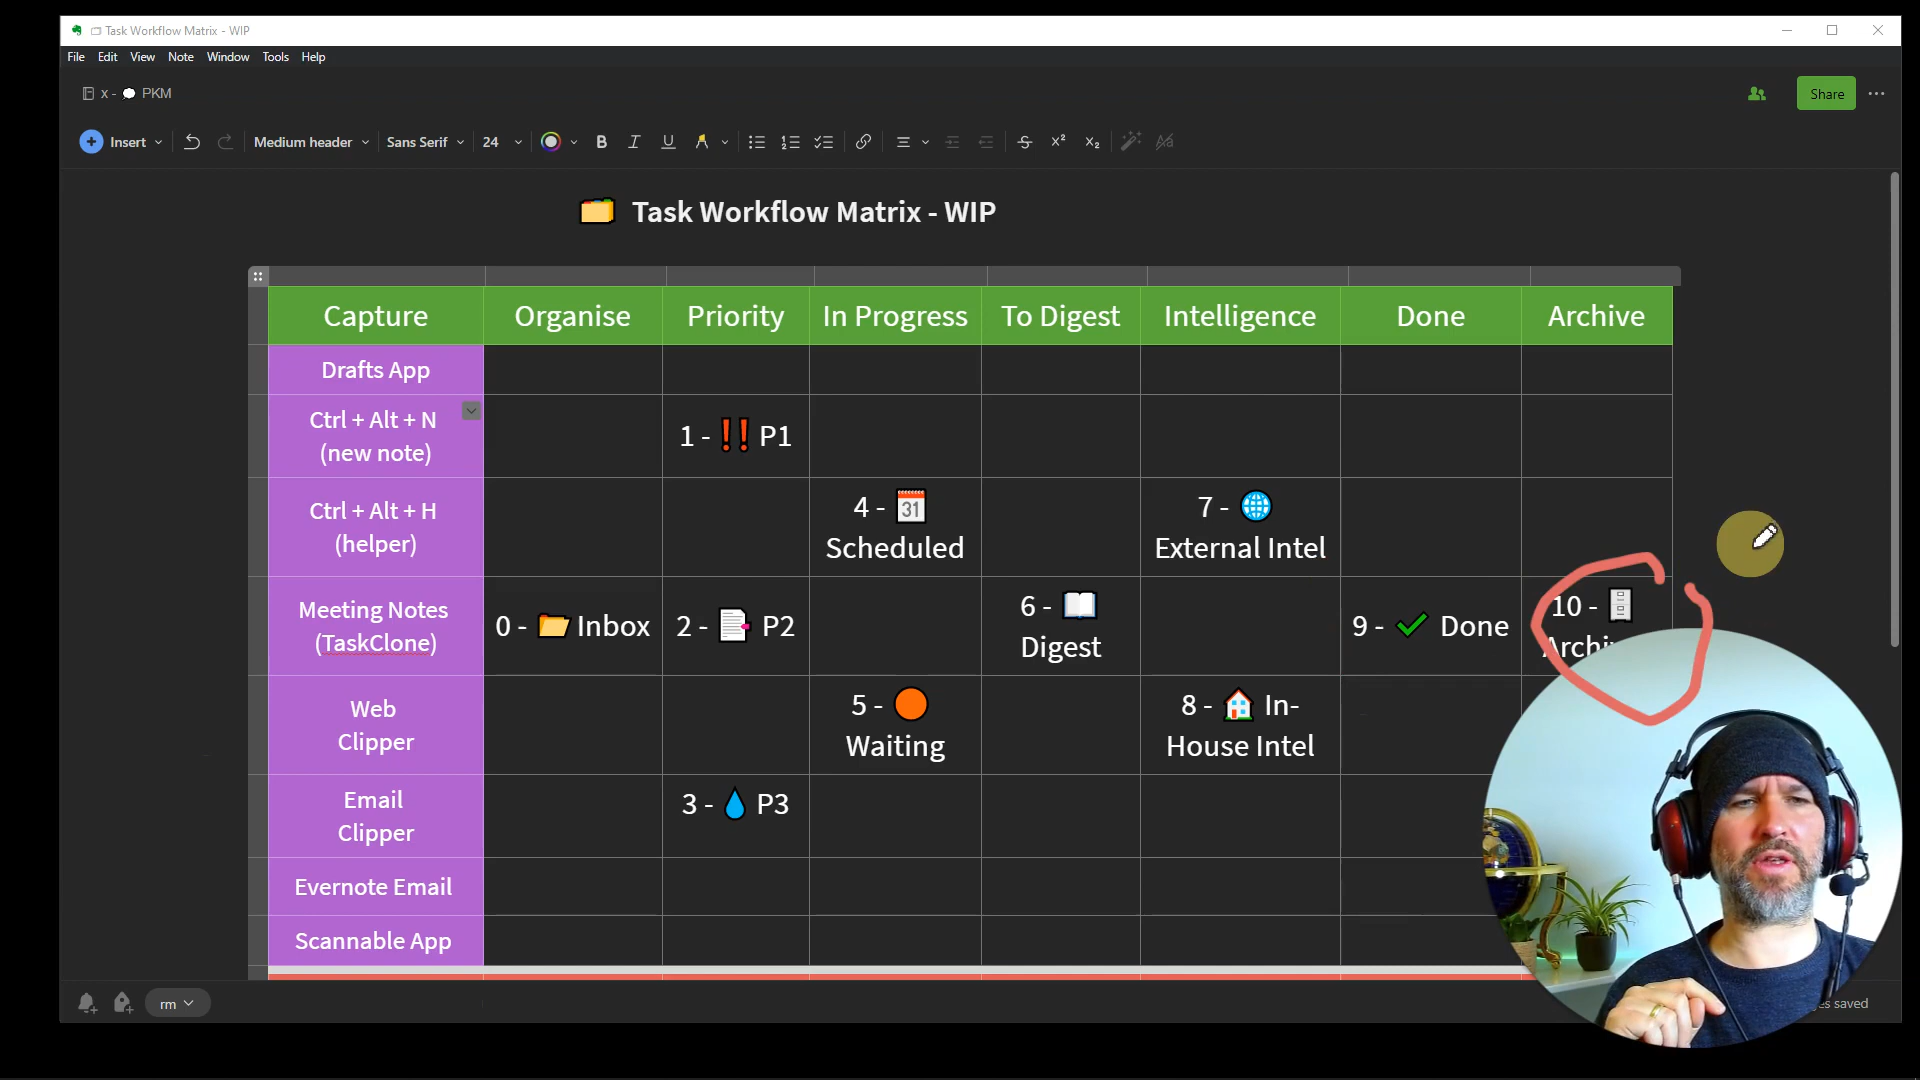 Task Workflow Matrix - WIP
File Edit View Note Window Tools Help
x - PKM
Share
Insert Medium header Sans Serif 24
Task Workflow Matrix - WIP
Capture Organise Priority In Progress To Digest Intelligence Done Archive
Drafts App
Ctrl + Alt + N
(new note)
1 - ‼ P1
Ctrl + Alt + H
(helper)
4 - 31
Scheduled
7 -
External Intel
Meeting Notes
(TaskClone)
0 - Inbox
2 - P2
6 -
Digest
9 - Done
10 -
Web
Clipper
5 -
Waiting
8 - In-
House Intel
Email
Clipper
3 - P3
Evernote Email
Scannable App
rm
saved